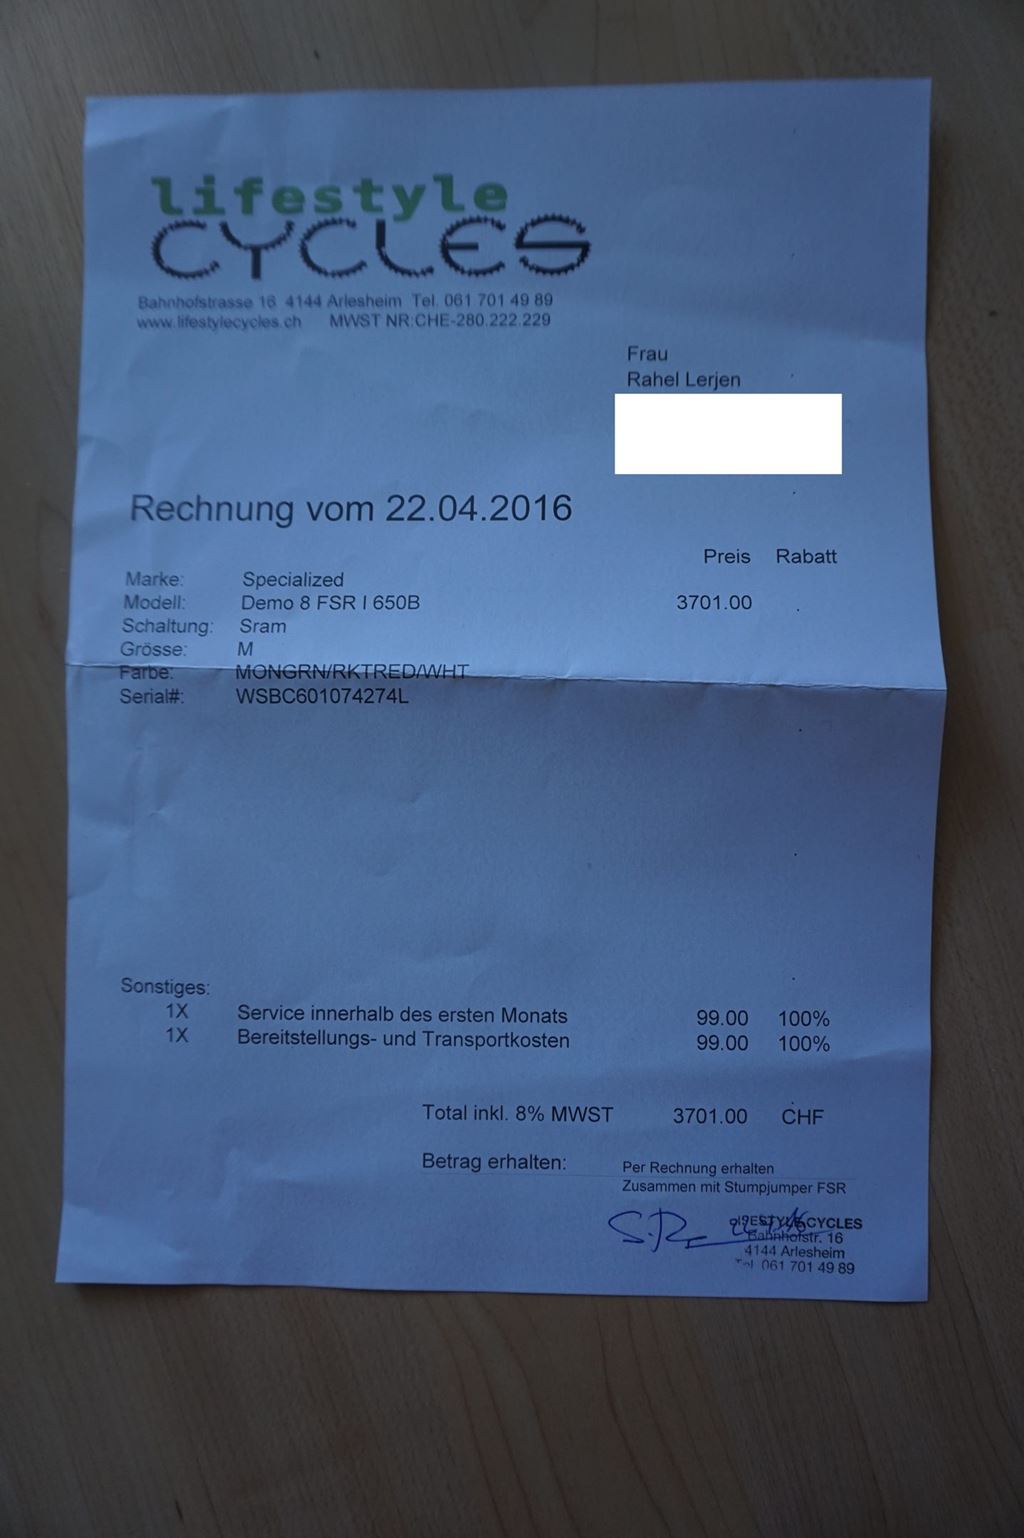 lifestyle
CYCLES
Bahnhofstrasse 16 4144 Arlesheim Tel. 061 701 49 89
www.lifestylecycles.ch MWST NR:CHE-280.222.229
Frau
Rahel Lerjen
Rechnung vom 22.04.2016
Preis Rabatt
Marke: Specialized
Modell: Demo 8 FSR I 650B 3701.00
Schaltung: Sram
Grösse: M
Farbe: MONGRN/RKTRED/WHT
Serial#: WSBC601074274L
Sonstiges:
1X Service innerhalb des ersten Monats 99.00 100%
1X Bereitstellungs- und Transportkosten 99.00 100%
Total inkl. 8% MWST 3701.00 CHF
Betrag erhalten: Per Rechnung erhalten
Zusammen mit Stumpjumper FSR
LIFESTYLE CYCLES
Bahnhofstr. 16
4144 Arlesheim
Tel. 061 701 49 89